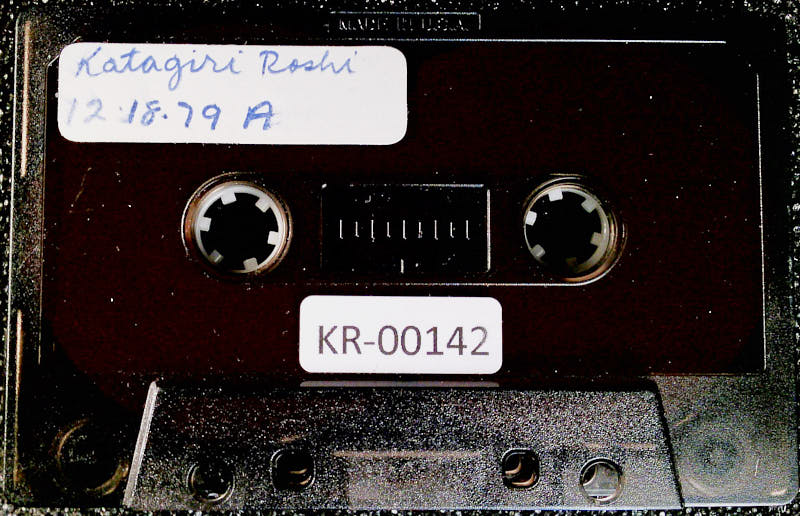 MADE IN U.S.A.
Katagiri Roshi
12.18.79 A
KR-00142